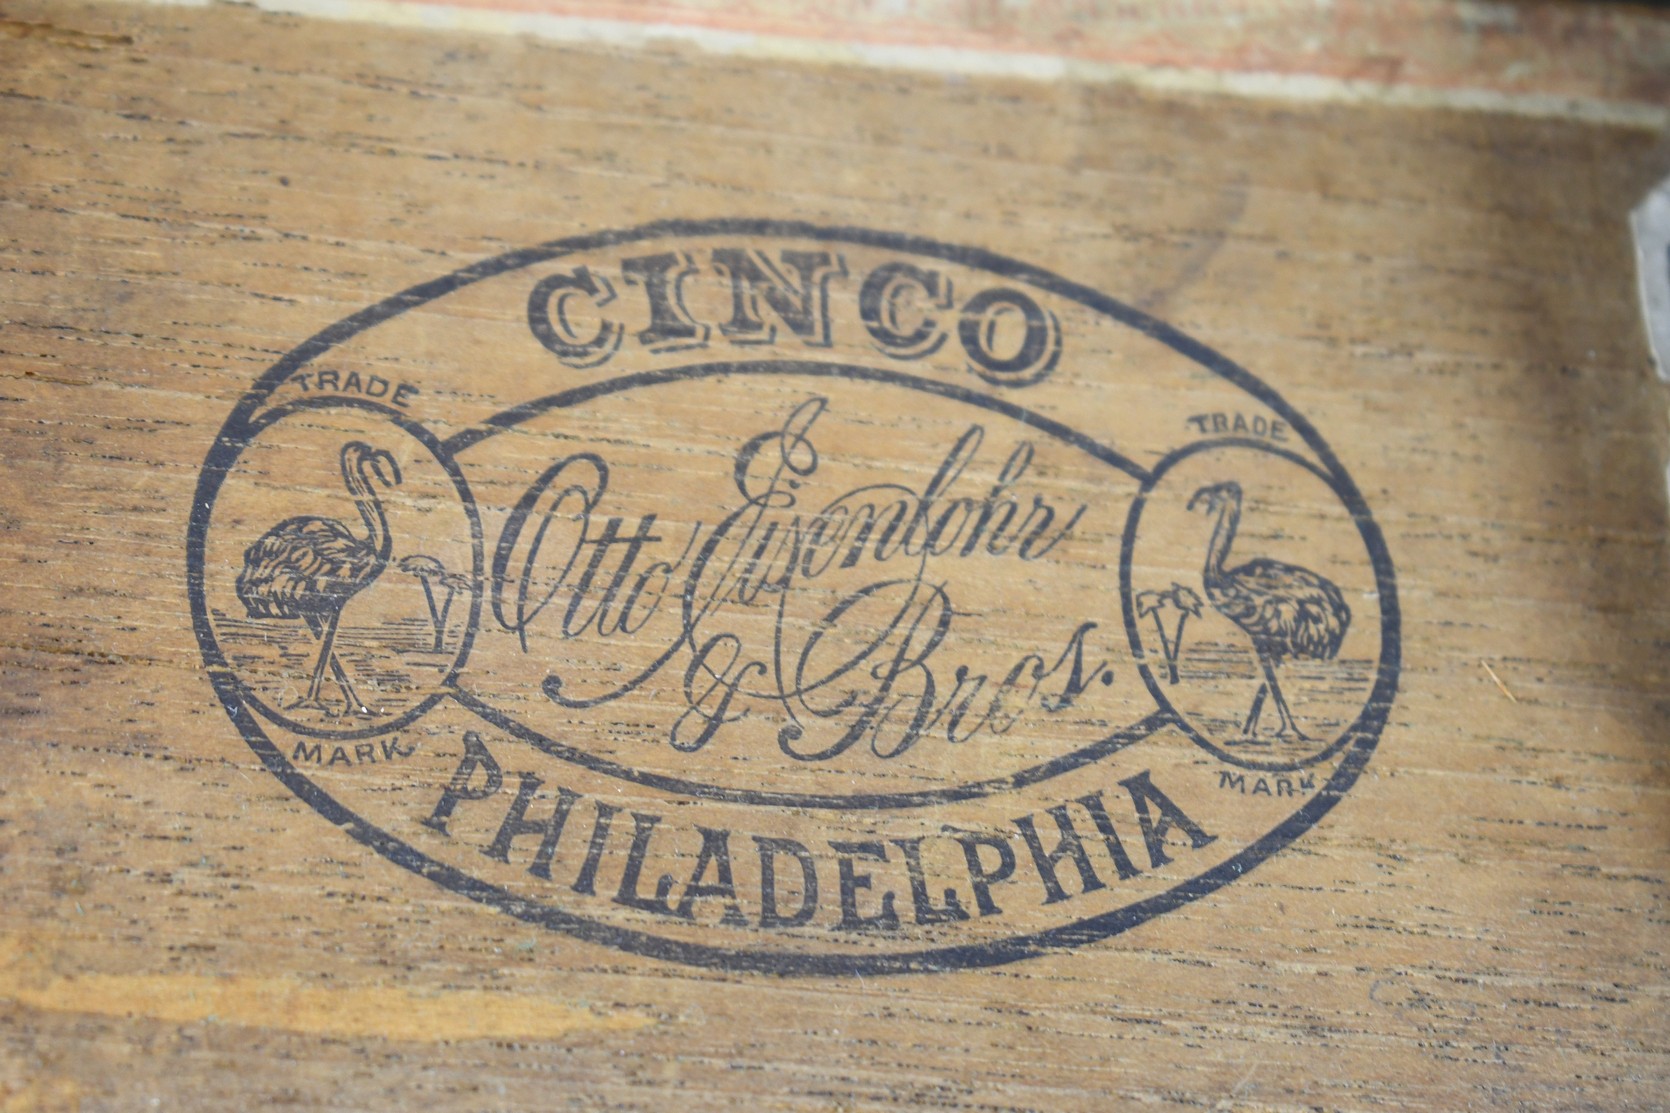 CINCO
TRADE
MARK
Otto Eisenlohr
& Bros.
TRADE
MARK
PHILADELPHIA